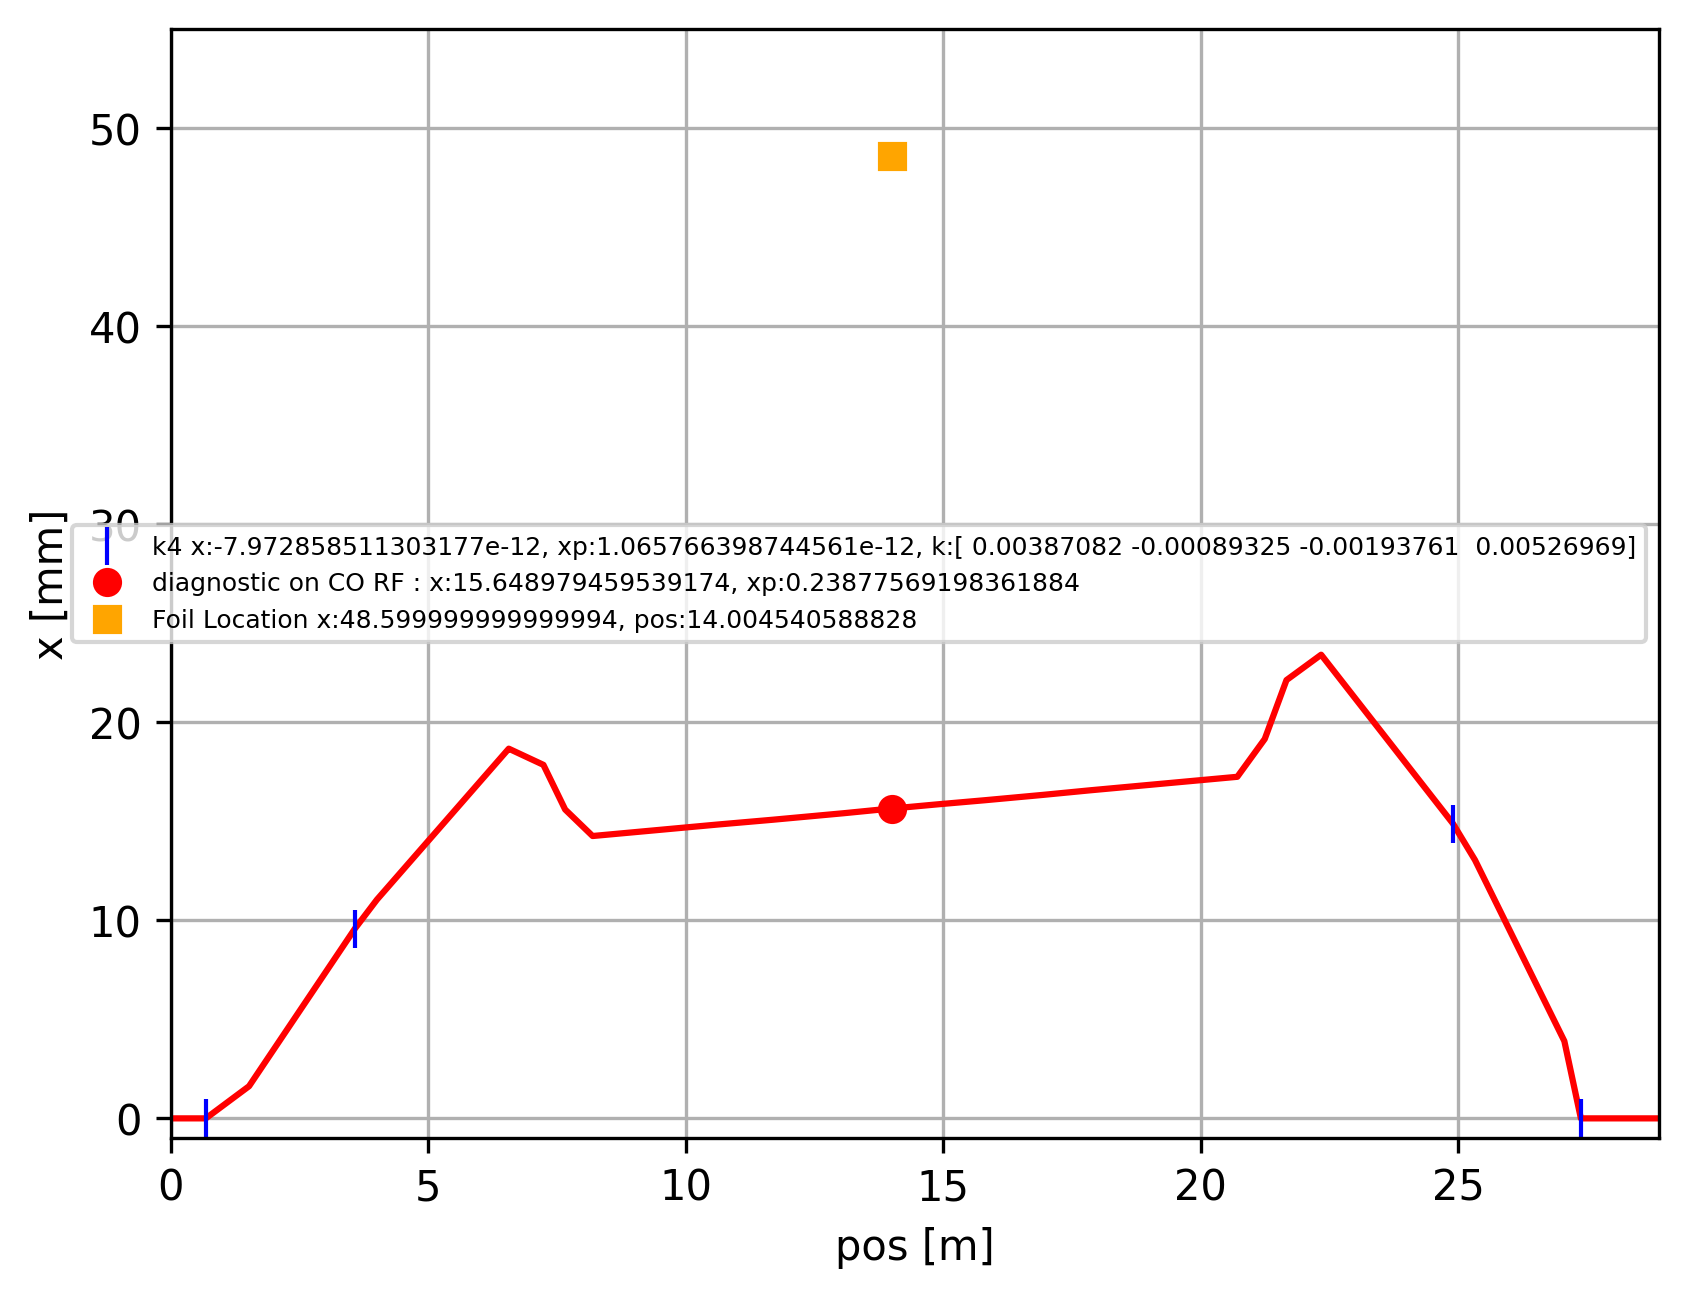 50
40
30
20
10
0
x [mm]
k4 x:-7.972858511303177e-12, xp:1.065766398744561e-12, k:[ 0.00387082 -0.00089325 -0.00193761  0.00526969]
diagnostic on CO RF : x:15.648979459539174, xp:0.23877569198361884
Foil Location x:48.599999999999994, pos:14.004540588828
0 5 10 15 20 25
pos [m]